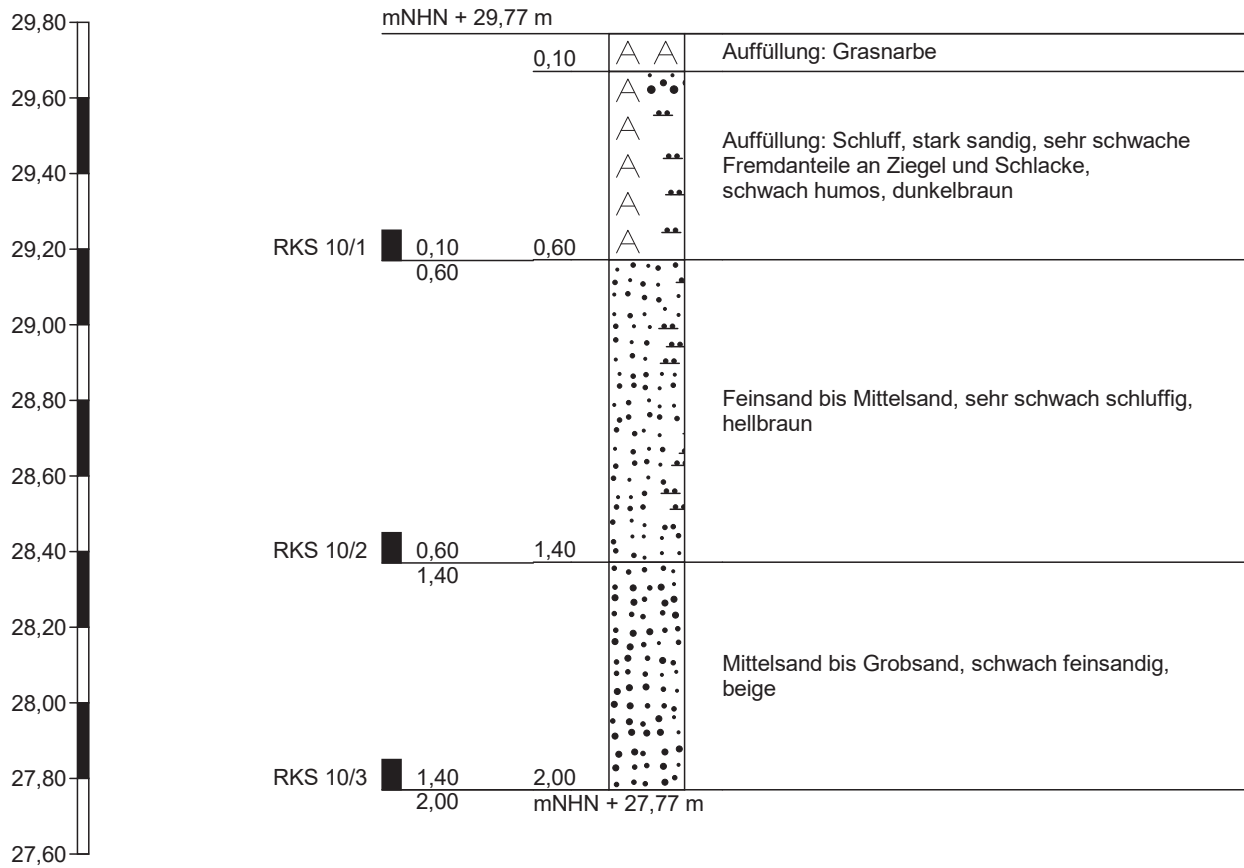 29,80
mNHN + 29,77 m
0,10
Auffüllung: Grasnarbe
29,60
Auffüllung: Schluff, stark sandig, sehr schwache
Fremdanteile an Ziegel und Schlacke,
schwach humos, dunkelbraun
29,40
29,20
RKS 10/1
0,10
0,60
0,60
29,00
28,80
Feinsand bis Mittelsand, sehr schwach schluffig,
hellbraun
28,60
28,40
RKS 10/2
0,60
1,40
1,40
28,20
Mittelsand bis Grobsand, schwach feinsandig,
beige
28,00
27,80
RKS 10/3
1,40
2,00
2,00
mNHN + 27,77 m
27,60